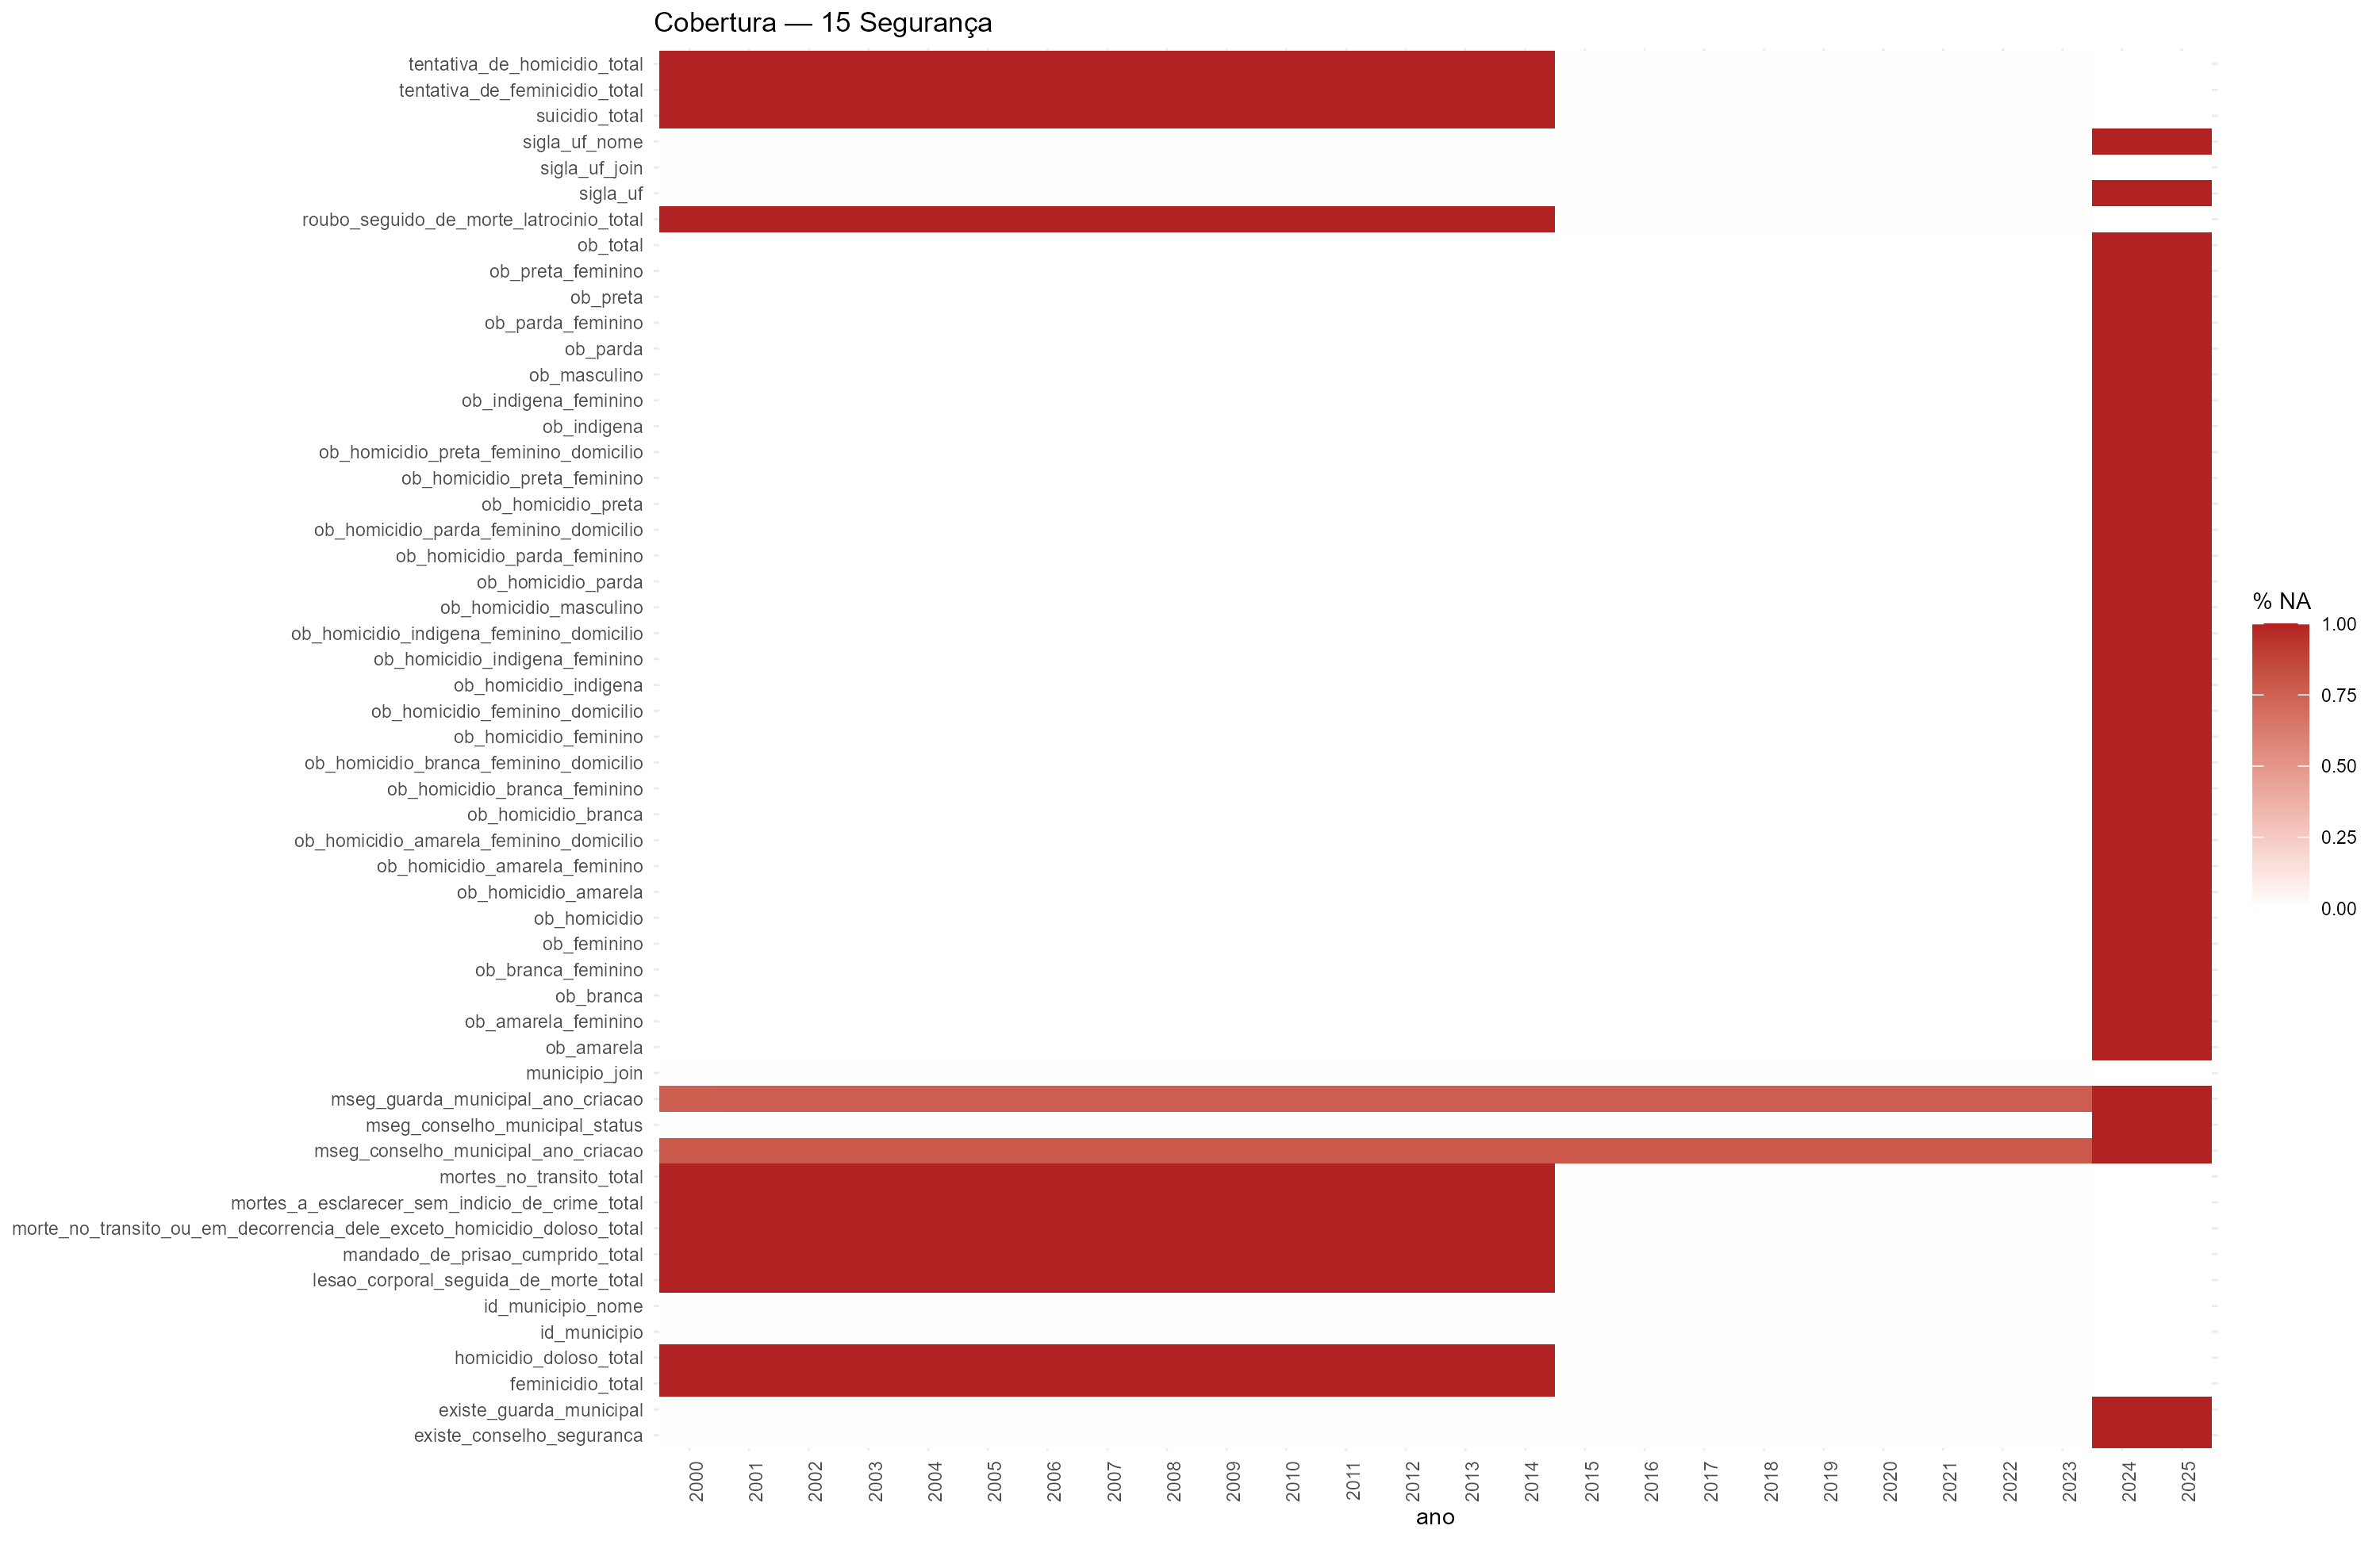 Cobertura — 15 Segurança
tentativa_de_homicidio_total
tentativa_de_feminicidio_total
suicidio_total
sigla_uf_nome
sigla_uf_join
sigla_uf
roubo_seguido_de_morte_latrocinio_total
ob_total
ob_preta_feminino
ob_preta
ob_parda_feminino
ob_parda
ob_masculino
ob_indigena_feminino
ob_indigena
ob_homicidio_preta_feminino_domicilio
ob_homicidio_preta_feminino
ob_homicidio_preta
ob_homicidio_parda_feminino_domicilio
ob_homicidio_parda_feminino
ob_homicidio_parda
ob_homicidio_masculino
ob_homicidio_indigena_feminino_domicilio
ob_homicidio_indigena_feminino
ob_homicidio_indigena
ob_homicidio_feminino_domicilio
ob_homicidio_feminino
ob_homicidio_branca_feminino_domicilio
ob_homicidio_branca_feminino
ob_homicidio_branca
ob_homicidio_amarela_feminino_domicilio
ob_homicidio_amarela_feminino
ob_homicidio_amarela
ob_homicidio
ob_feminino
ob_branca_feminino
ob_branca
ob_amarela_feminino
ob_amarela
municipio_join
mseg_guarda_municipal_ano_criacao
mseg_conselho_municipal_status
mseg_conselho_municipal_ano_criacao
mortes_no_transito_total
mortes_a_esclarecer_sem_indicio_de_crime_total
morte_no_transito_ou_em_decorrencia_dele_exceto_homicidio_doloso_total
mandado_de_prisao_cumprido_total
lesao_corporal_seguida_de_morte_total
id_municipio_nome
id_municipio
homicidio_doloso_total
feminicidio_total
existe_guarda_municipal
existe_conselho_seguranca
2000 2001 2002 2003 2004 2005 2006 2007 2008 2009 2010 2011 2012 2013 2014 2015 2016 2017 2018 2019 2020 2021 2022 2023 2024 2025
ano
% NA
1.00
0.75
0.50
0.25
0.00